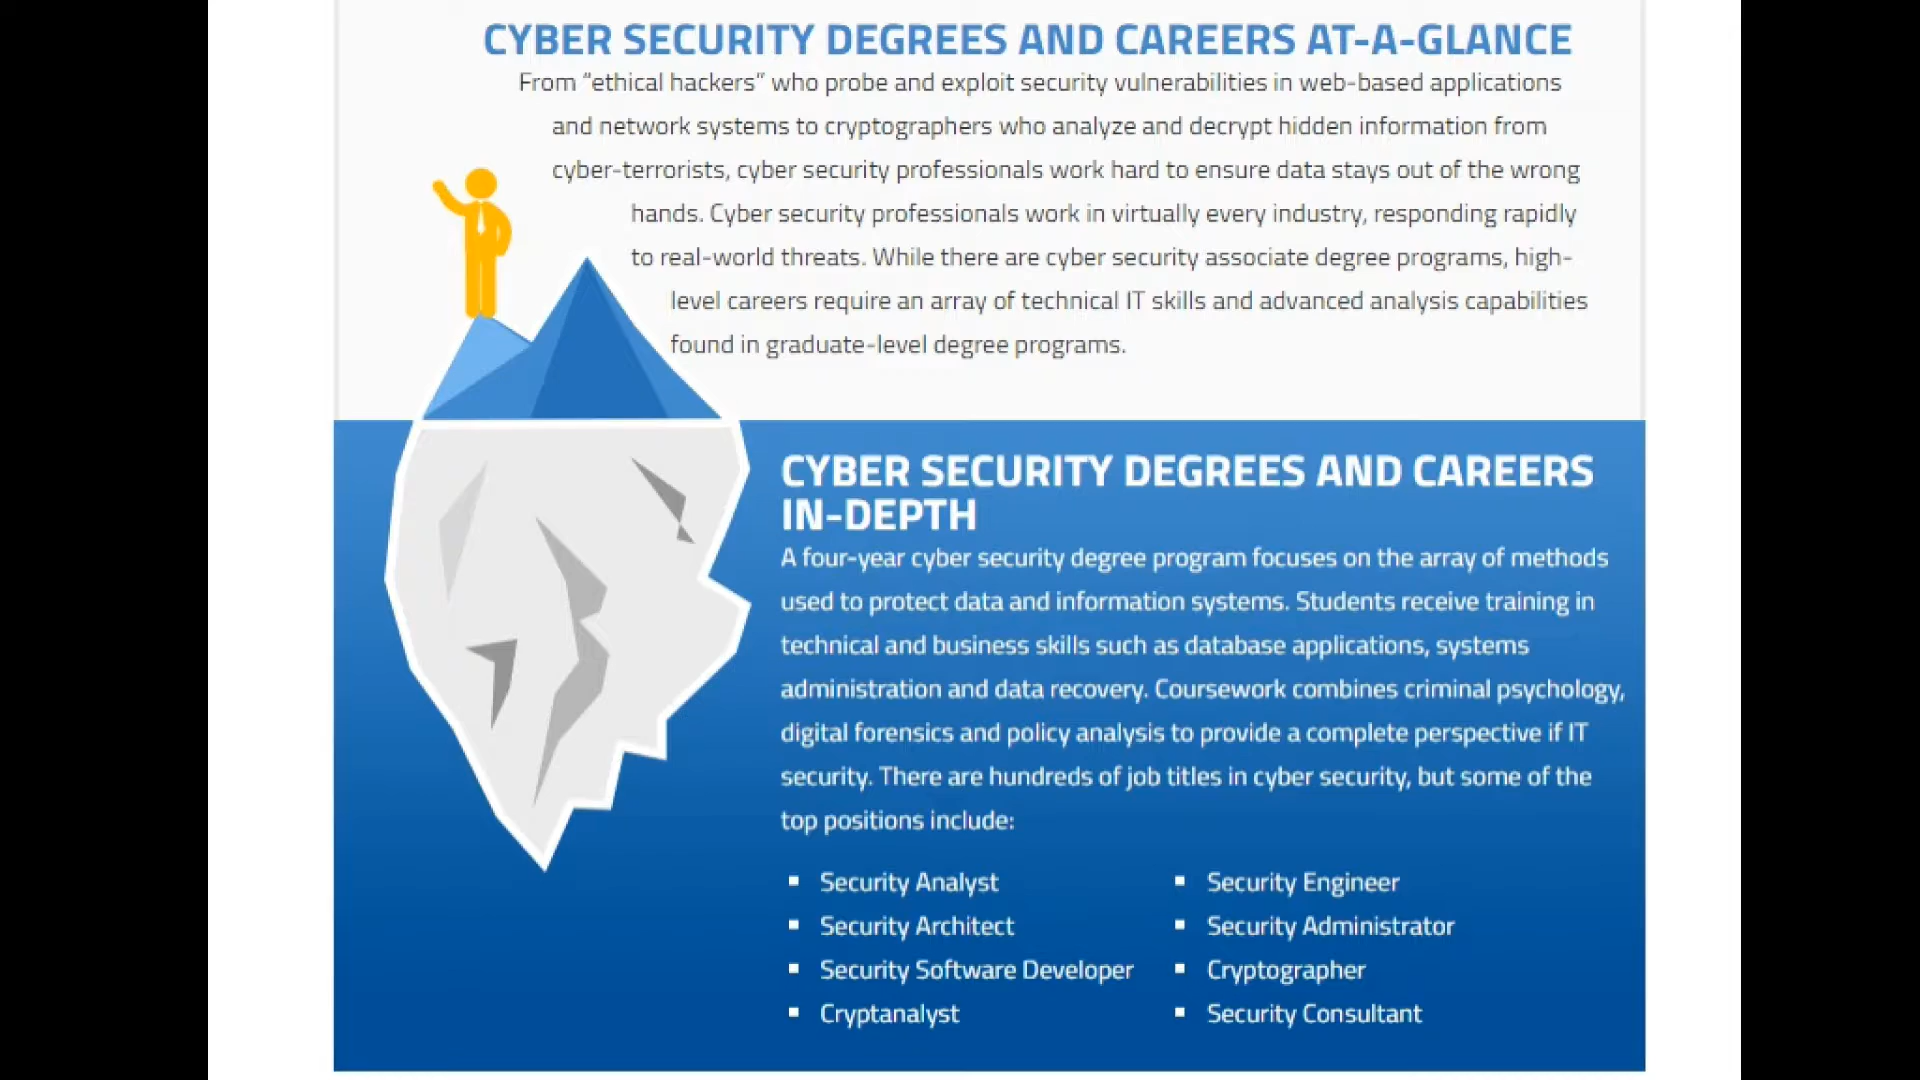 CYBER SECURITY DEGREES AND CAREERS AT-A-GLANCE
From “ethical hackers” who probe and exploit security vulnerabilities in web-based applications
and network systems to cryptographers who analyze and decrypt hidden information from
cyber-terrorists, cyber security professionals work hard to ensure data stays out of the wrong
hands. Cyber security professionals work in virtually every industry, responding rapidly
to real-world threats. While there are cyber security associate degree programs, high-
level careers require an array of technical IT skills and advanced analysis capabilities
found in graduate-level degree programs.
CYBER SECURITY DEGREES AND CAREERS
IN-DEPTH
A four-year cyber security degree program focuses on the array of methods
used to protect data and information systems. Students receive training in
technical and business skills such as database applications, systems
administration and data recovery. Coursework combines criminal psychology,
digital forensics and policy analysis to provide a complete perspective if IT
security. There are hundreds of job titles in cyber security, but some of the
top positions include:
▪ Security Analyst
▪ Security Architect
▪ Security Software Developer
▪ Cryptanalyst
▪ Security Engineer
▪ Security Administrator
▪ Cryptographer
▪ Security Consultant